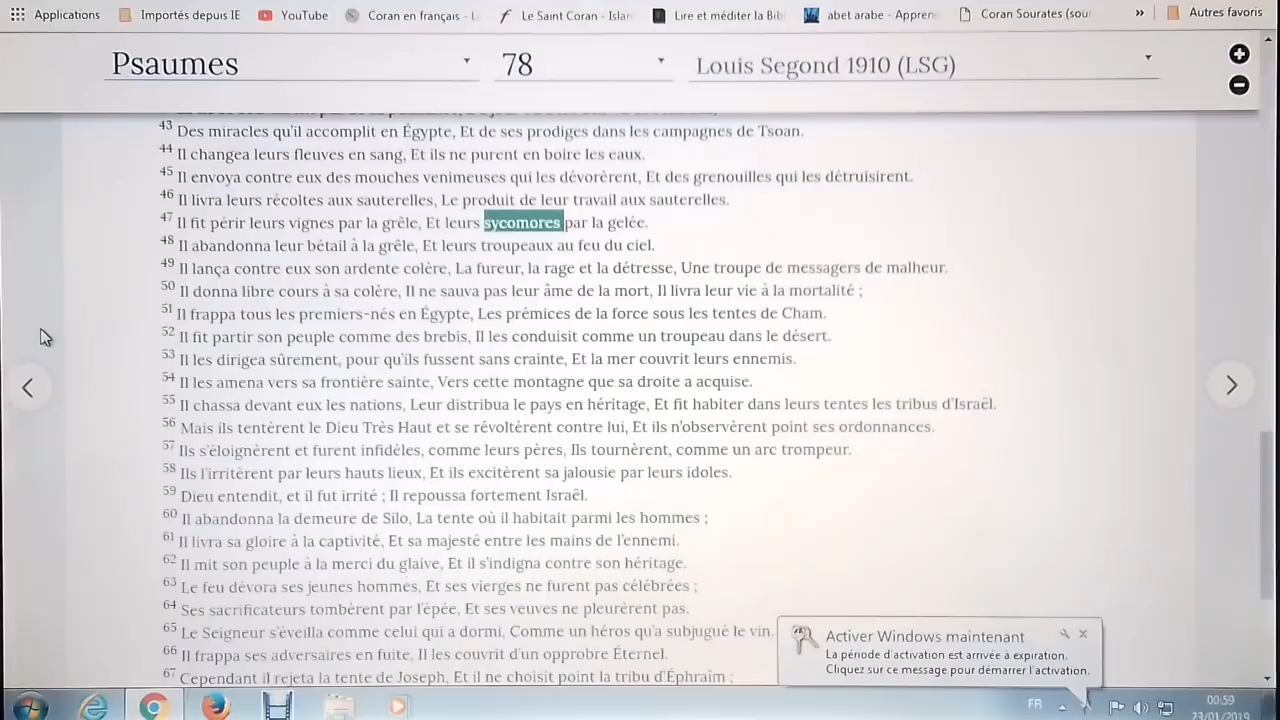 Applications Importés depuis IE YouTube Coran en français - L Le Saint Coran - Islam Lire et méditer la Bib abet arabe - Appren Coran Sourates (sour » Autres favoris
Psaumes 78 Louis Segond 1910 (LSG)
43 Des miracles qu'il accomplit en Égypte, Et de ses prodiges dans les campagnes de Tsoan.
44 Il changea leurs fleuves en sang, Et ils ne purent en boire les eaux.
45 Il envoya contre eux des mouches venimeuses qui les dévorèrent, Et des grenouilles qui les détruisirent.
46 Il livra leurs récoltes aux sauterelles, Le produit de leur travail aux sauterelles.
47 Il fit périr leurs vignes par la grêle, Et leurs sycomores par la gelée.
48 Il abandonna leur bétail à la grêle, Et leurs troupeaux au feu du ciel.
49 Il lança contre eux son ardente colère, La fureur, la rage et la détresse, Une troupe de messagers de malheur.
50 Il donna libre cours à sa colère, Il ne sauva pas leur âme de la mort, Il livra leur vie à la mortalité ;
51 Il frappa tous les premiers-nés en Égypte, Les prémices de la force sous les tentes de Cham.
52 Il fit partir son peuple comme des brebis, Il les conduisit comme un troupeau dans le désert.
53 Il les dirigea sûrement, pour qu'ils fussent sans crainte, Et la mer couvrit leurs ennemis.
54 Il les amena vers sa frontière sainte, Vers cette montagne que sa droite a acquise.
55 Il chassa devant eux les nations, Leur distribua le pays en héritage, Et fit habiter dans leurs tentes les tribus d'Israël.
56 Mais ils tentèrent le Dieu Très Haut et se révoltèrent contre lui, Et ils n'observèrent point ses ordonnances.
57 Ils s'éloignèrent et furent infidèles, comme leurs pères, Ils tournèrent, comme un arc trompeur.
58 Ils l'irritèrent par leurs hauts lieux, Et ils excitèrent sa jalousie par leurs idoles.
59 Dieu entendit, et il fut irrité ; Il repoussa fortement Israël.
60 Il abandonna la demeure de Silo, La tente où il habitait parmi les hommes ;
61 Il livra sa gloire à la captivité, Et sa majesté entre les mains de l'ennemi.
62 Il mit son peuple à la merci du glaive, Et il s'indigna contre son héritage.
63 Le feu dévora ses jeunes hommes, Et ses vierges ne furent pas célébrées ;
64 Ses sacrificateurs tombèrent par l'épée, Et ses veuves ne pleurèrent pas.
65 Le Seigneur s'éveilla comme celui qui a dormi, Comme un héros qu'a subjugué le vin.
66 Il frappa ses adversaires en fuite, Il les couvrit d'un opprobre Éternel.
67 Cependant il rejeta la tente de Joseph, Et il ne choisit point la tribu d'Éphraïm ;
Activer Windows maintenant
La période d'activation est arrivée à expiration.
Cliquez sur ce message pour démarrer l'activation.
FR 00:59
23/01/2019